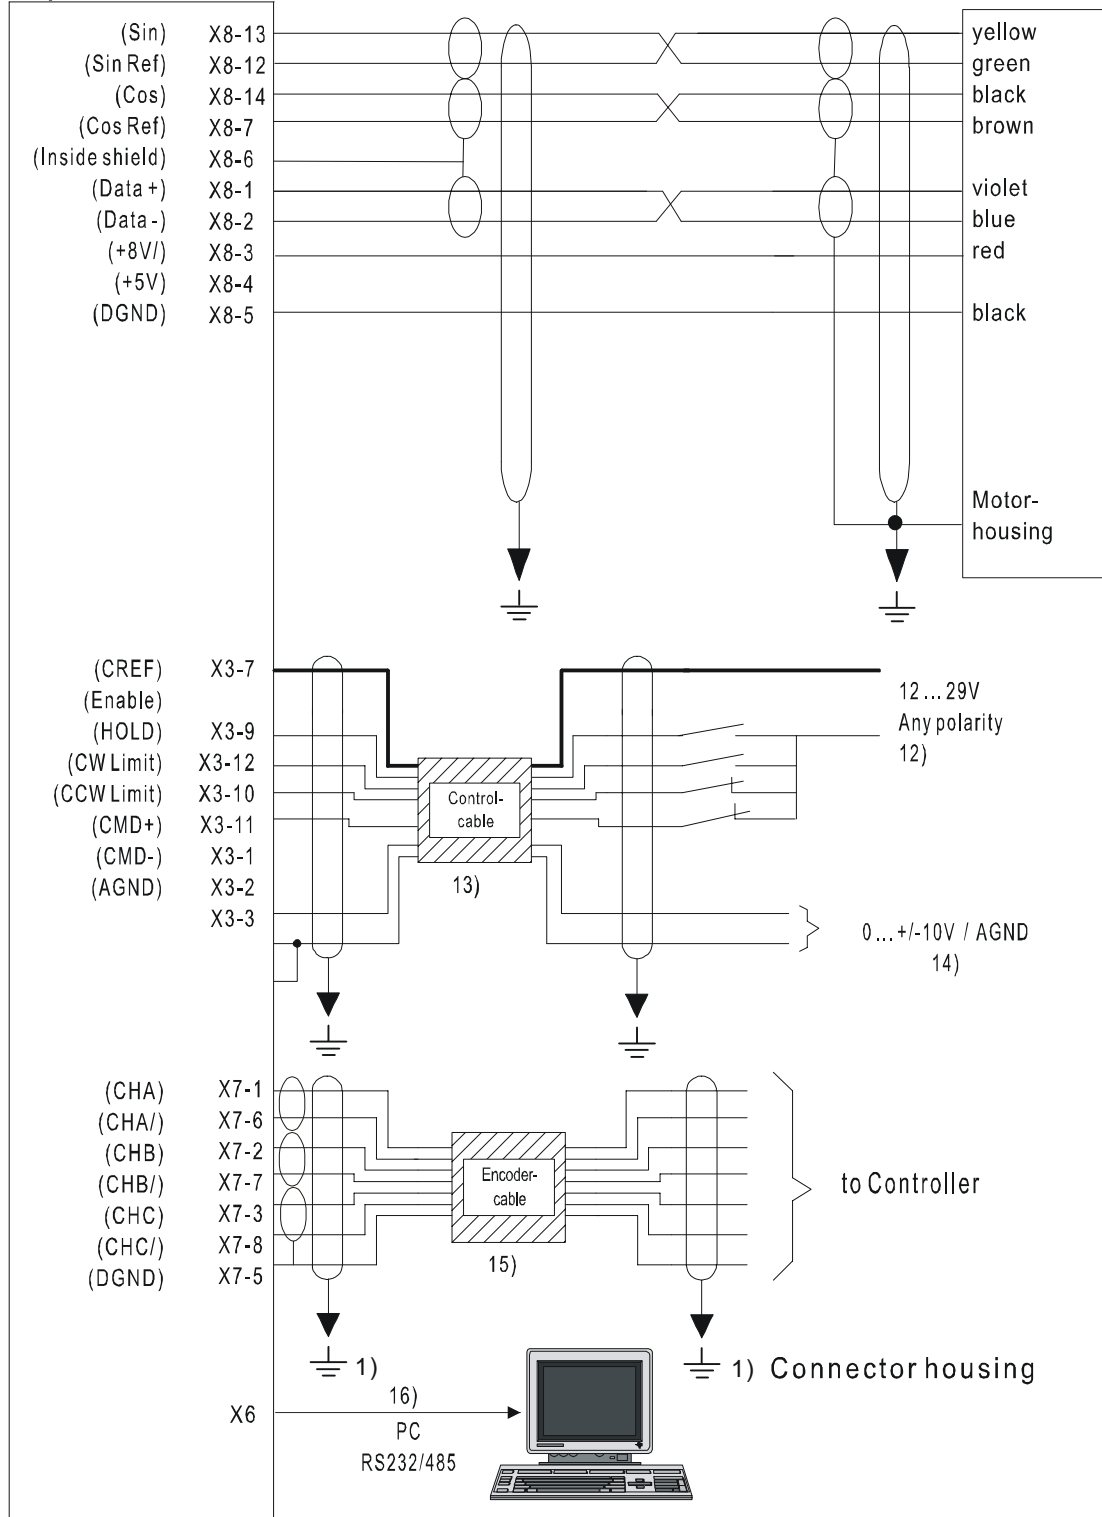 (Sin) X8-13 yellow
(Sin Ref) X8-12 green
(Cos) X8-14 black
(Cos Ref) X8-7 brown
(Inside shield) X8-6
(Data+) X8-1 violet
(Data-) X8-2 blue
(+8V/) X8-3 red
(+5V) X8-4
(DGND) X8-5 black
Motor-
housing
(CREF) X3-7
(Enable)
(HOLD) X3-9
(CW Limit) X3-12
(CCW Limit) X3-10
(CMD+) X3-11
(CMD-) X3-1
(AGND) X3-2
X3-3
12...29V
Any polarity
12)
Control-
cable
13)
0...+/-10V / AGND
14)
(CHA) X7-1
(CHA/) X7-6
(CHB) X7-2
(CHB/) X7-7
(CHC) X7-3
(CHC/) X7-8
(DGND) X7-5
Encoder-
cable
15)
to Controller
1)
1) Connector housing
X6
16)
PC
RS232/485